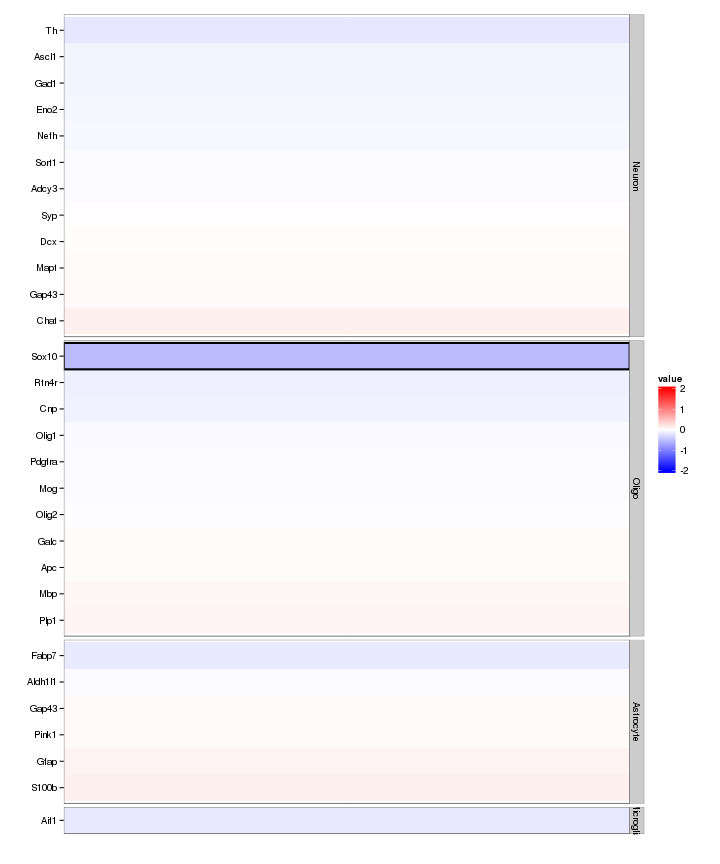 Th
Ascl1
Gad1
Eno2
Nefh
Sort1
Adcy3
Syp
Dcx
Mapt
Gap43
Chat
Neuron
Sox10
Rtn4r
Cnp
Olig1
Pdgfra
Mog
Olig2
Galc
Apc
Mbp
Plp1
Oligo
Fabp7
Aldh1l1
Gap43
Pink1
Gfap
S100b
Astrocyte
Aif1
value
2
1
0
-1
-2